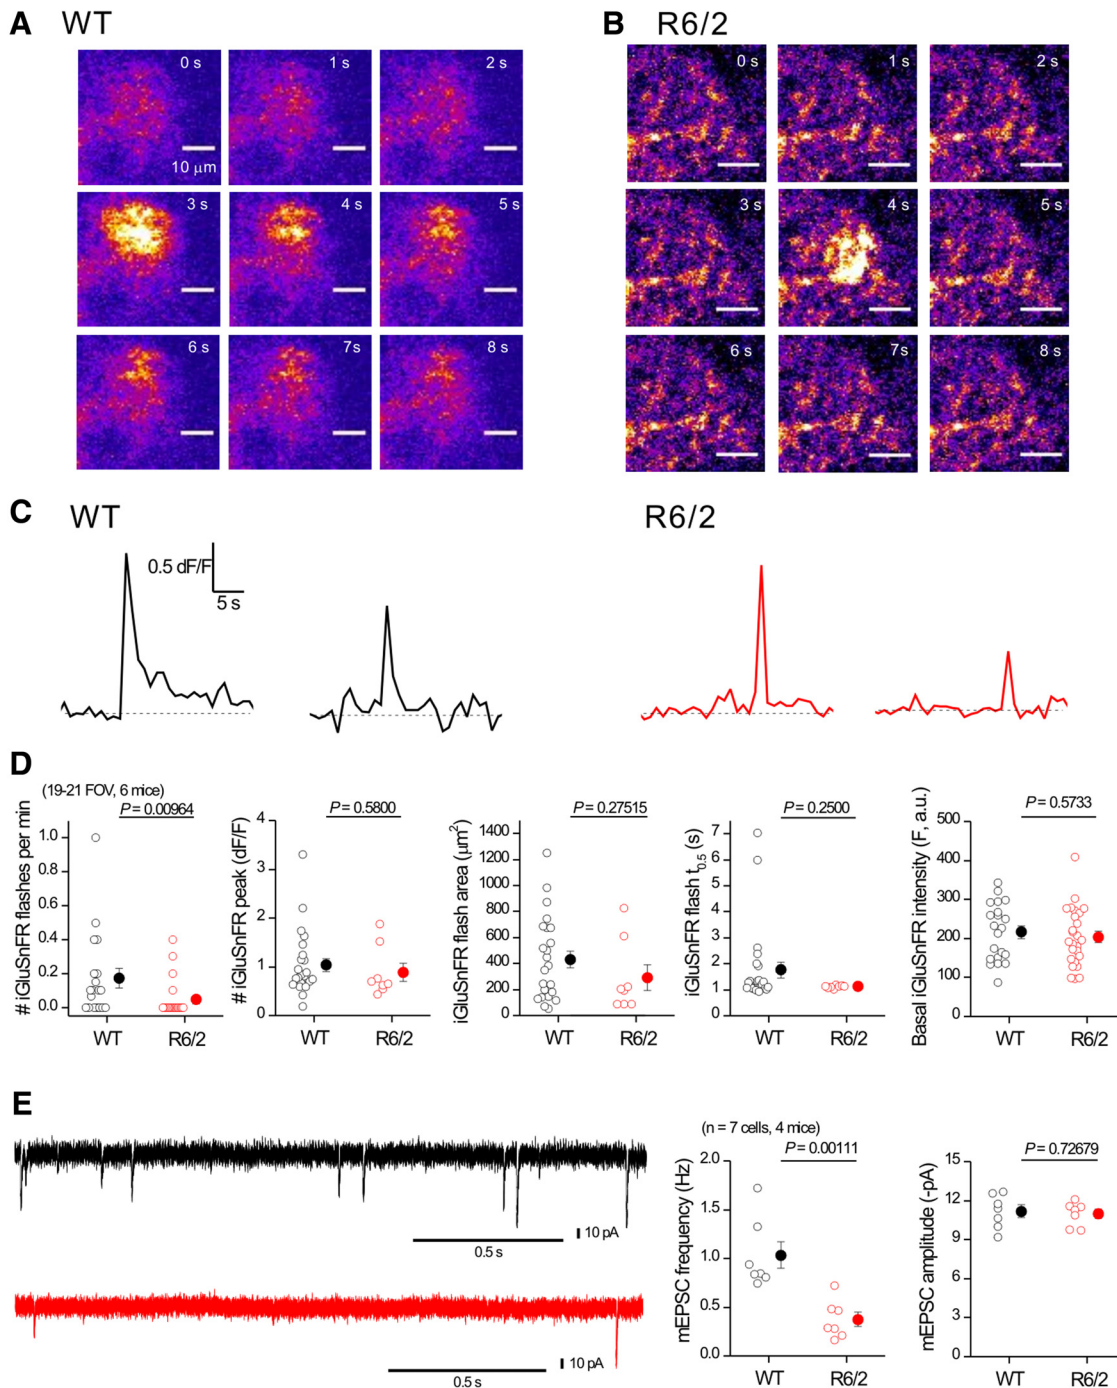 A WT
0 s
1 s
2 s
10 μm
3 s
4 s
5 s
6 s
7s
8 s
B R6/2
0 s
1 s
2 s
3 s
4 s
5 s
6 s
7s
8 s
C
WT
0.5 dF/F
5 s
R6/2
D
(19-21 FOV, 6 mice)
P = 0.00964
# iGluSnFR flashes per min
1.0
0.8
0.6
0.4
0.2
0.0
WT R6/2
P = 0.5800
# iGluSnFR peak (dF/F)
4
3
2
1
0
WT R6/2
P = 0.27515
iGluSnFR flash area (μm²)
1400
1200
1000
800
600
400
200
0
WT R6/2
P = 0.2500
iGluSnFR flash t0.5 (s)
7
6
5
4
3
2
1
0
WT R6/2
P = 0.5733
Basal iGluSnFR intensity (F, a.u.)
500
400
300
200
100
0
WT R6/2
E
10 pA
0.5 s
10 pA
0.5 s
(n = 7 cells, 4 mice)
P = 0.00111
mEPSC frequency (Hz)
2.0
1.5
1.0
0.5
0.0
WT R6/2
P = 0.72679
mEPSC amplitude (-pA)
15
12
9
6
3
0
WT R6/2